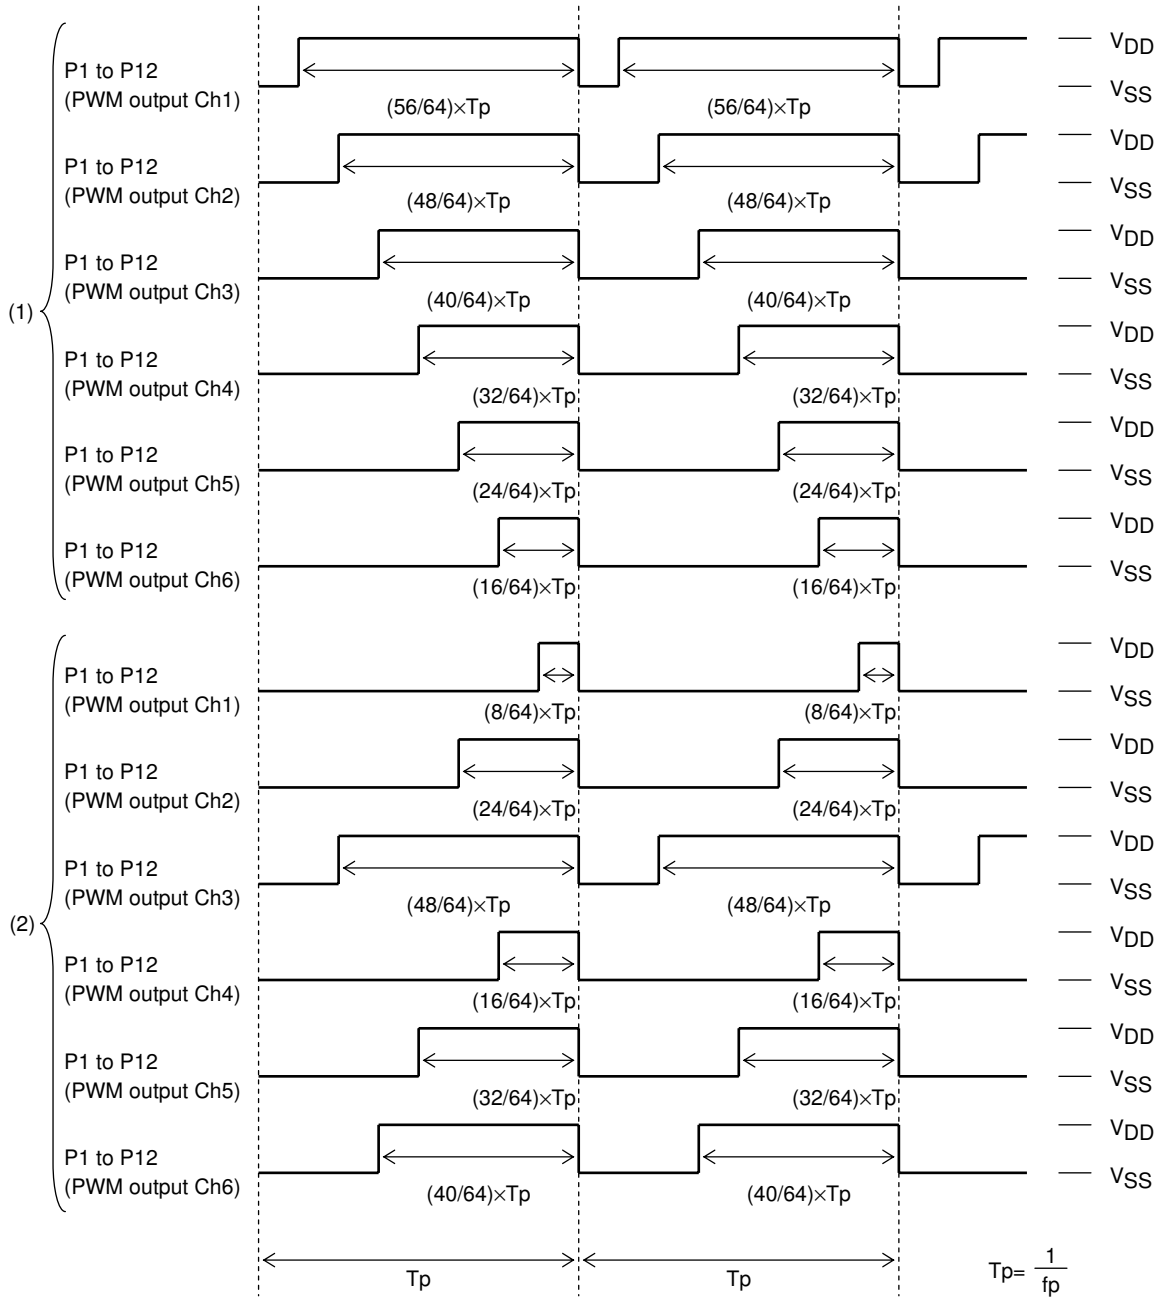 (1)
P1 to P12
(PWM output Ch1)
(56/64)×Tp
(56/64)×Tp
VDD
VSS
P1 to P12
(PWM output Ch2)
(48/64)×Tp
(48/64)×Tp
VDD
VSS
P1 to P12
(PWM output Ch3)
(40/64)×Tp
(40/64)×Tp
VDD
VSS
P1 to P12
(PWM output Ch4)
(32/64)×Tp
(32/64)×Tp
VDD
VSS
P1 to P12
(PWM output Ch5)
(24/64)×Tp
(24/64)×Tp
VDD
VSS
P1 to P12
(PWM output Ch6)
(16/64)×Tp
(16/64)×Tp
VDD
VSS
(2)
P1 to P12
(PWM output Ch1)
(8/64)×Tp
(8/64)×Tp
VDD
VSS
P1 to P12
(PWM output Ch2)
(24/64)×Tp
(24/64)×Tp
VDD
VSS
P1 to P12
(PWM output Ch3)
(48/64)×Tp
(48/64)×Tp
VDD
VSS
P1 to P12
(PWM output Ch4)
(16/64)×Tp
(16/64)×Tp
VDD
VSS
P1 to P12
(PWM output Ch5)
(32/64)×Tp
(32/64)×Tp
VDD
VSS
P1 to P12
(PWM output Ch6)
(40/64)×Tp
(40/64)×Tp
VDD
VSS
Tp
Tp
Tp= 1/fp